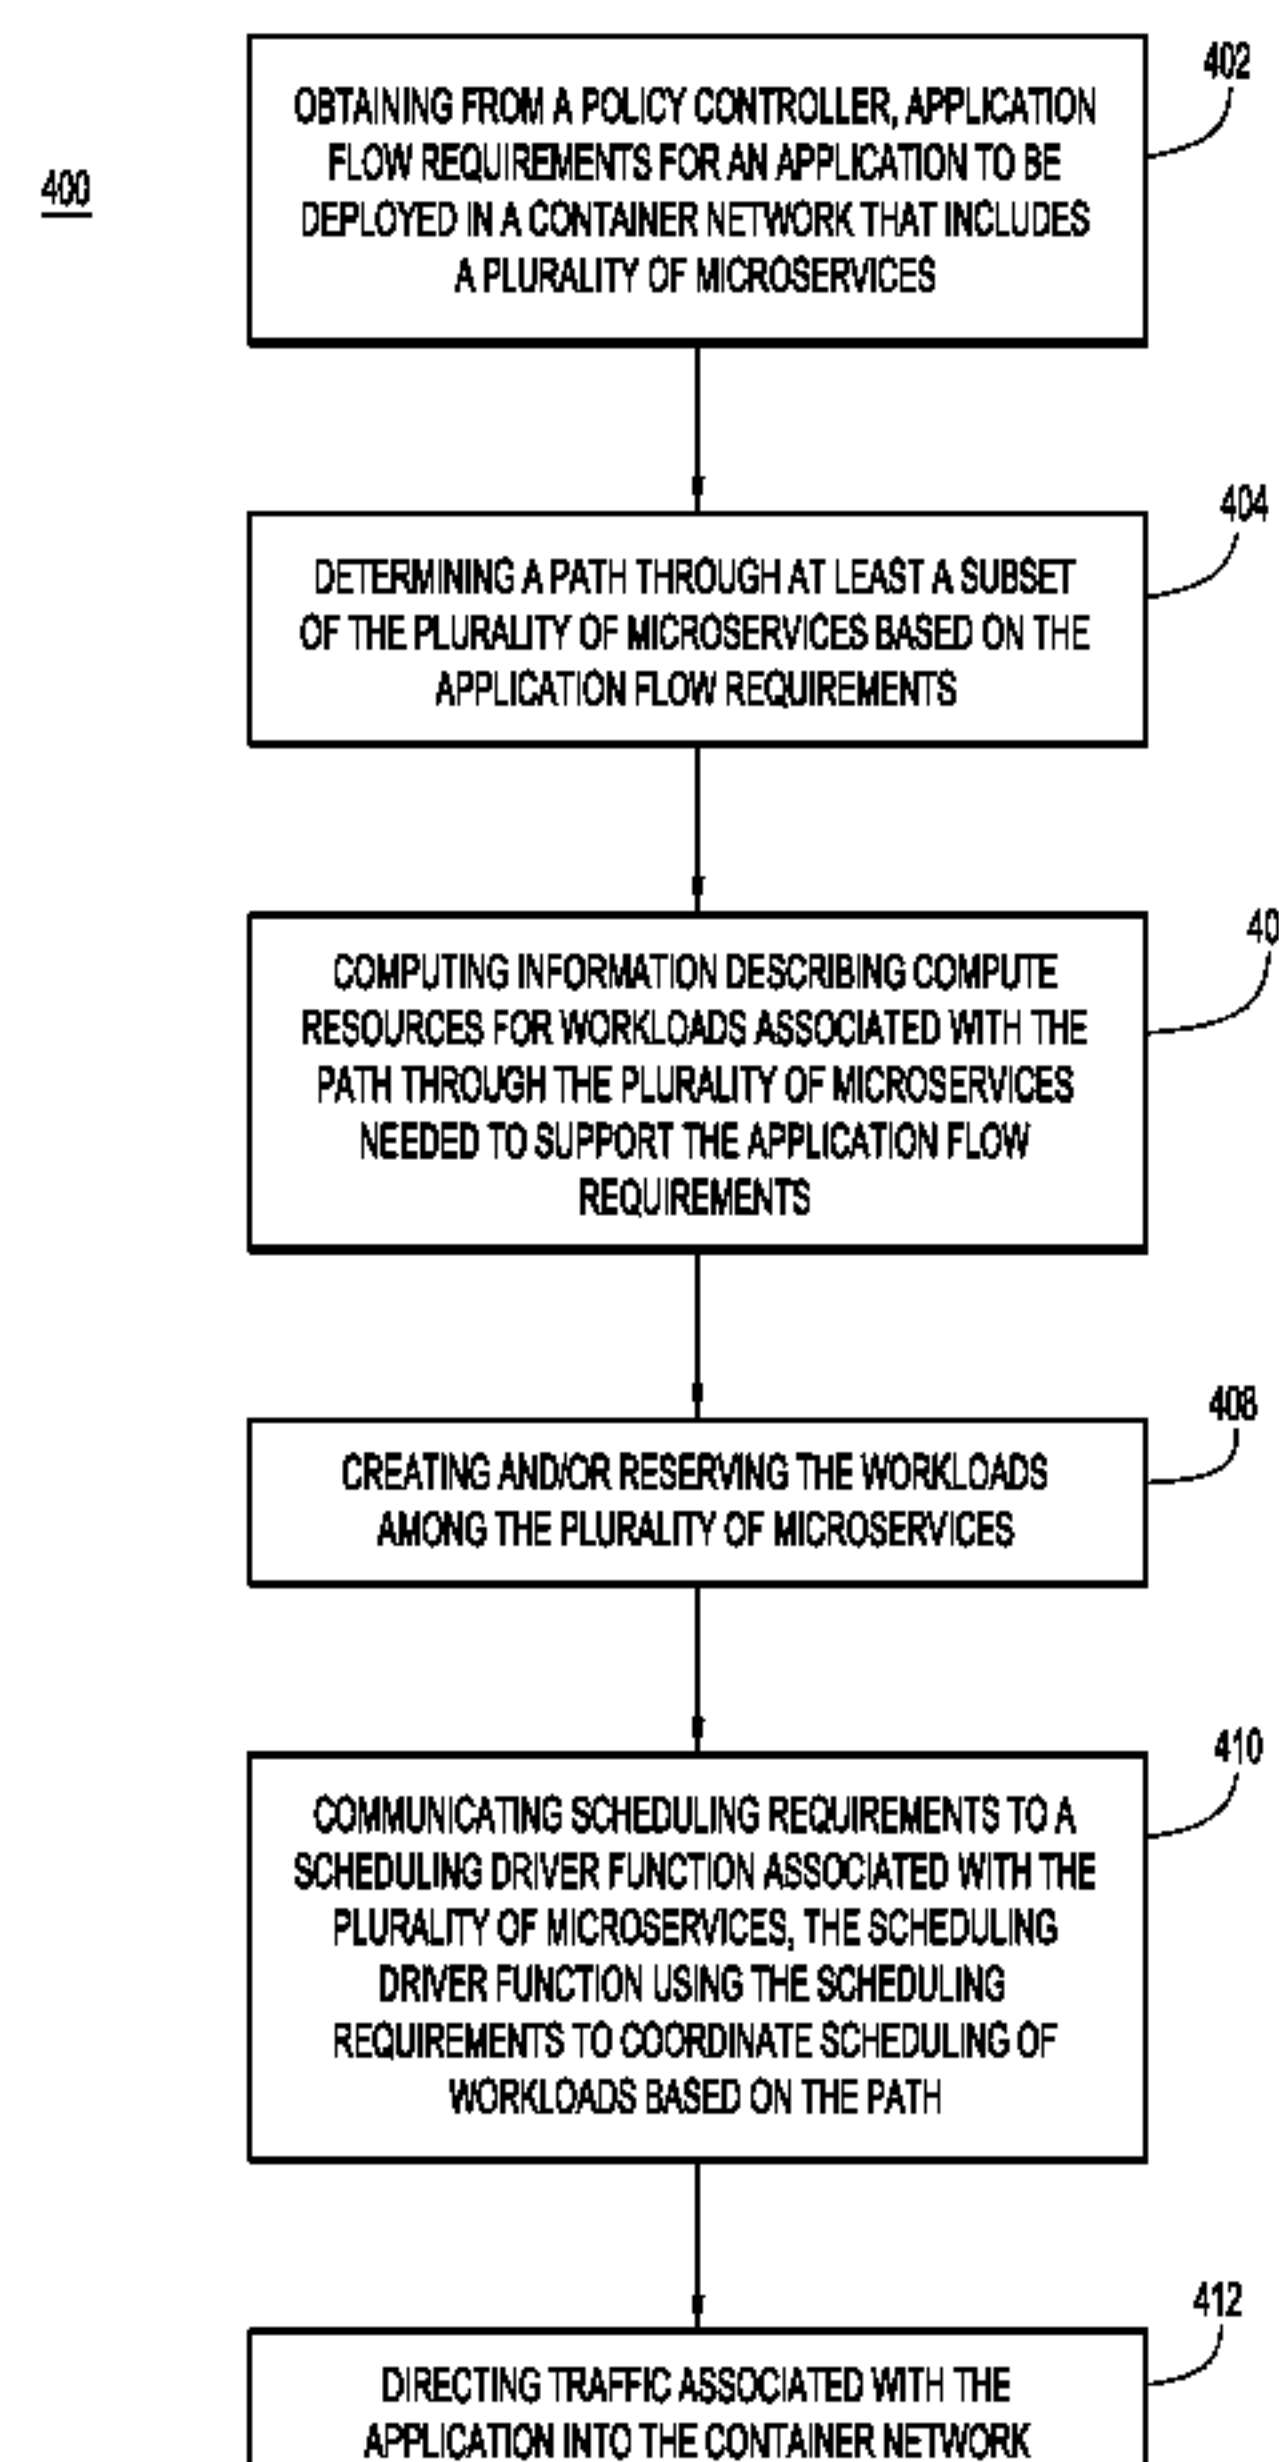 400
402
OBTAINING FROM A POLICY CONTROLLER, APPLICATION
FLOW REQUIREMENTS FOR AN APPLICATION TO BE
DEPLOYED IN A CONTAINER NETWORK THAT INCLUDES
A PLURALITY OF MICROSERVICES
404
DETERMINING A PATH THROUGH AT LEAST A SUBSET
OF THE PLURALITY OF MICROSERVICES BASED ON THE
APPLICATION FLOW REQUIREMENTS
40
COMPUTING INFORMATION DESCRIBING COMPUTE
RESOURCES FOR WORKLOADS ASSOCIATED WITH THE
PATH THROUGH THE PLURALITY OF MICROSERVICES
NEEDED TO SUPPORT THE APPLICATION FLOW
REQUIREMENTS
408
CREATING AND/OR RESERVING THE WORKLOADS
AMONG THE PLURALITY OF MICROSERVICES
410
COMMUNICATING SCHEDULING REQUIREMENTS TO A
SCHEDULING DRIVER FUNCTION ASSOCIATED WITH THE
PLURALITY OF MICROSERVICES, THE SCHEDULING
DRIVER FUNCTION USING THE SCHEDULING
REQUIREMENTS TO COORDINATE SCHEDULING OF
WORKLOADS BASED ON THE PATH
412
DIRECTING TRAFFIC ASSOCIATED WITH THE
APPLICATION INTO THE CONTAINER NETWORK